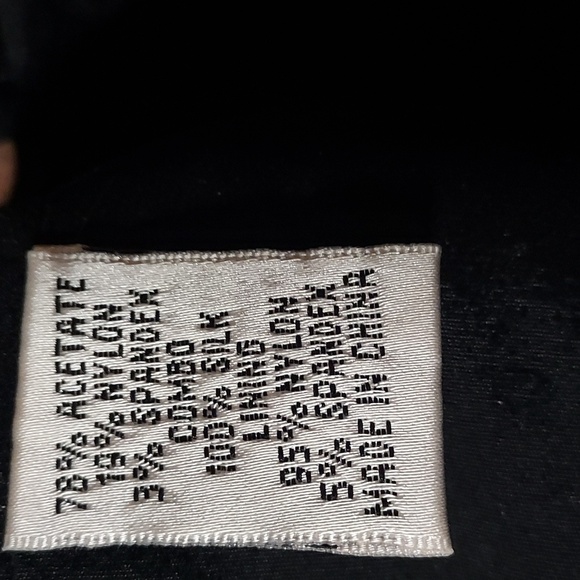 78% ACETATE
19% NYLON
3% SPANDEX
COMBO
100% SILK
LINING
95% NYLON
5% SPANDEX
MADE IN CHINA